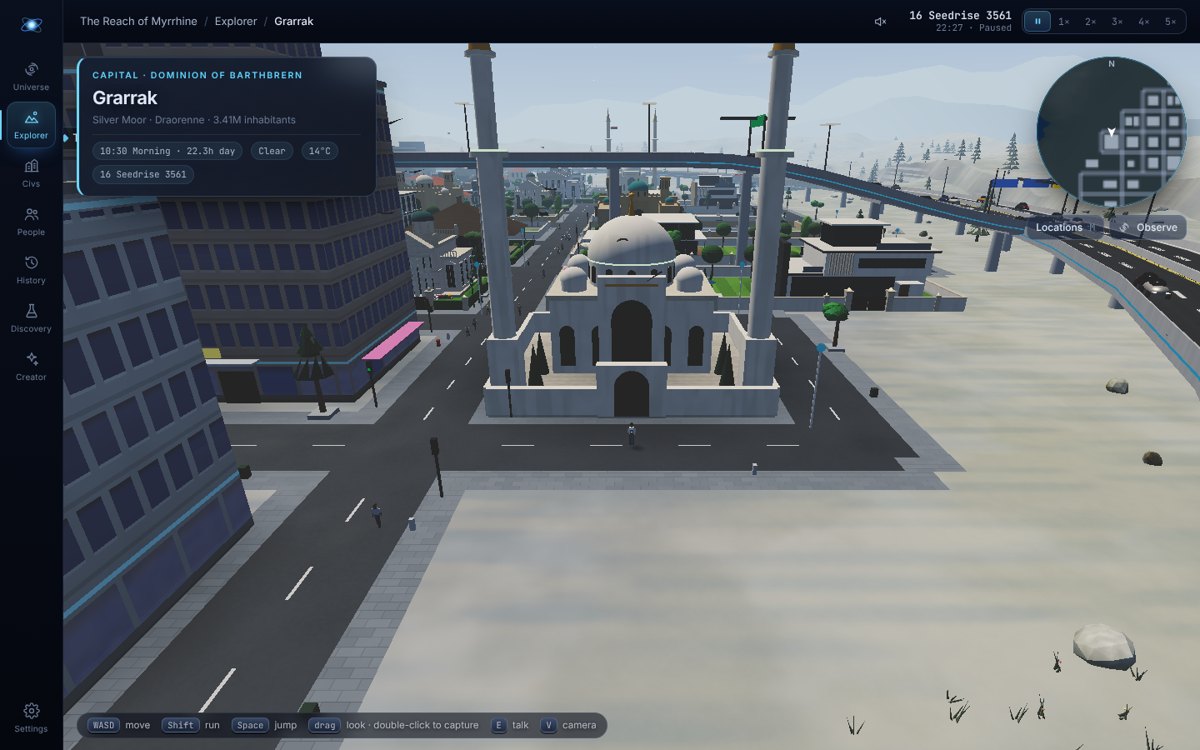 The Reach of Myrrhine / Explorer / Grarrak
16 Seedrise 3561
22:27 · Paused
1× 2× 3× 4× 5×
Universe
Explorer
Civs
People
History
Discovery
Creator
Settings
CAPITAL · DOMINION OF BARTHBRERN
Grarrak
Silver Moor · Draorenne · 3.41M inhabitants
10:30 Morning · 22.3h day
Clear
14°C
16 Seedrise 3561
N
Locations
Observe
WASD move Shift run Space jump drag look · double-click to capture E talk V camera